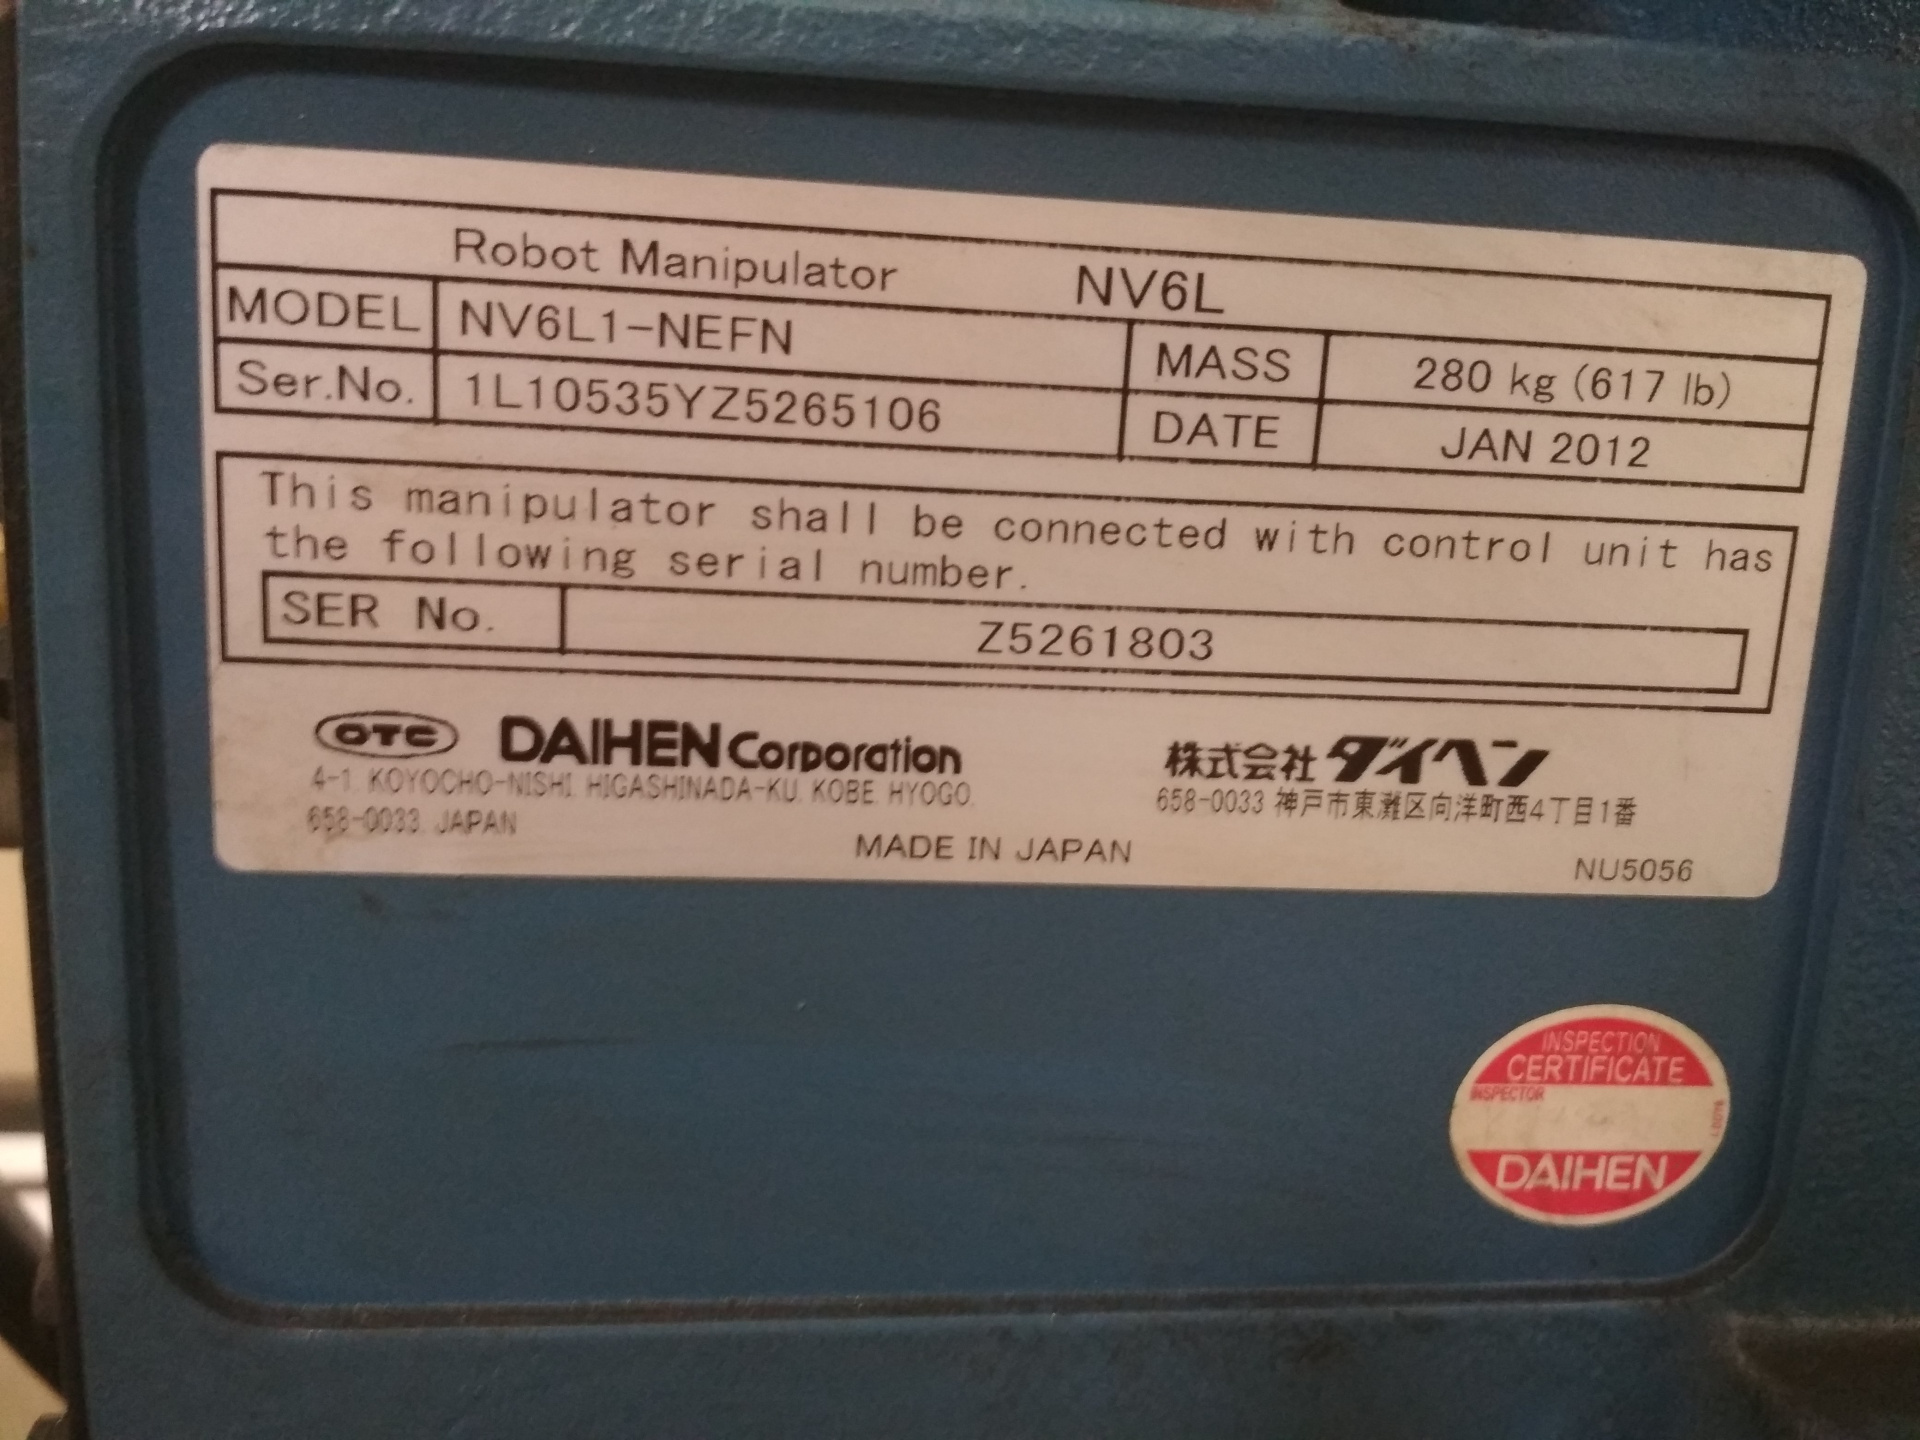 Robot Manipulator NV6L
MODEL NV6L1-NEFN MASS 280 kg (617 lb)
Ser.No. 1L10535YZ5265106 DATE JAN 2012
This manipulator shall be connected with control unit has
the following serial number.
SER No. Z5261803
OTC DAIHEN Corporation
4-1, KOYOCHO-NISHI, HIGASHINADA-KU, KOBE, HYOGO,
658-0033, JAPAN
株式会社ダイヘン
658-0033 神戸市東灘区向洋町西4丁目1番
MADE IN JAPAN
NU5056
INSPECTION
CERTIFICATE
INSPECTOR
DAIHEN